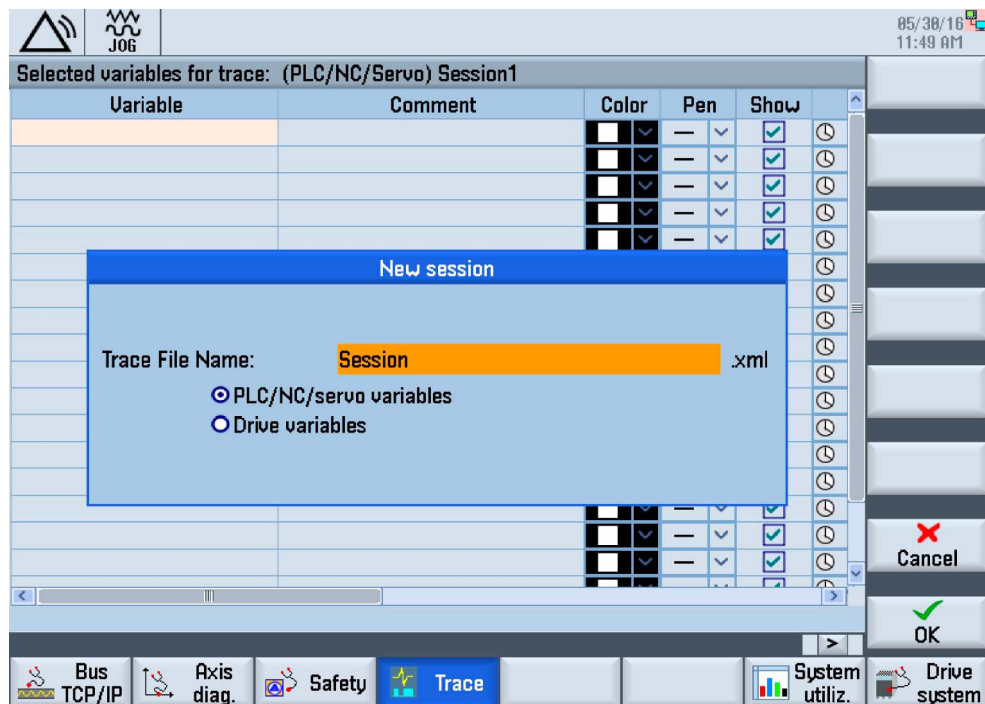 JOG
05/30/16
11:49 AM
Selected variables for trace: (PLC/NC/Servo) Session1
Variable Comment Color Pen Show
New session
Trace File Name: Session .xml
PLC/NC/servo variables
Drive variables
Cancel
OK
>
Bus TCP/IP
Axis diag.
Safety
Trace
System utiliz.
Drive system